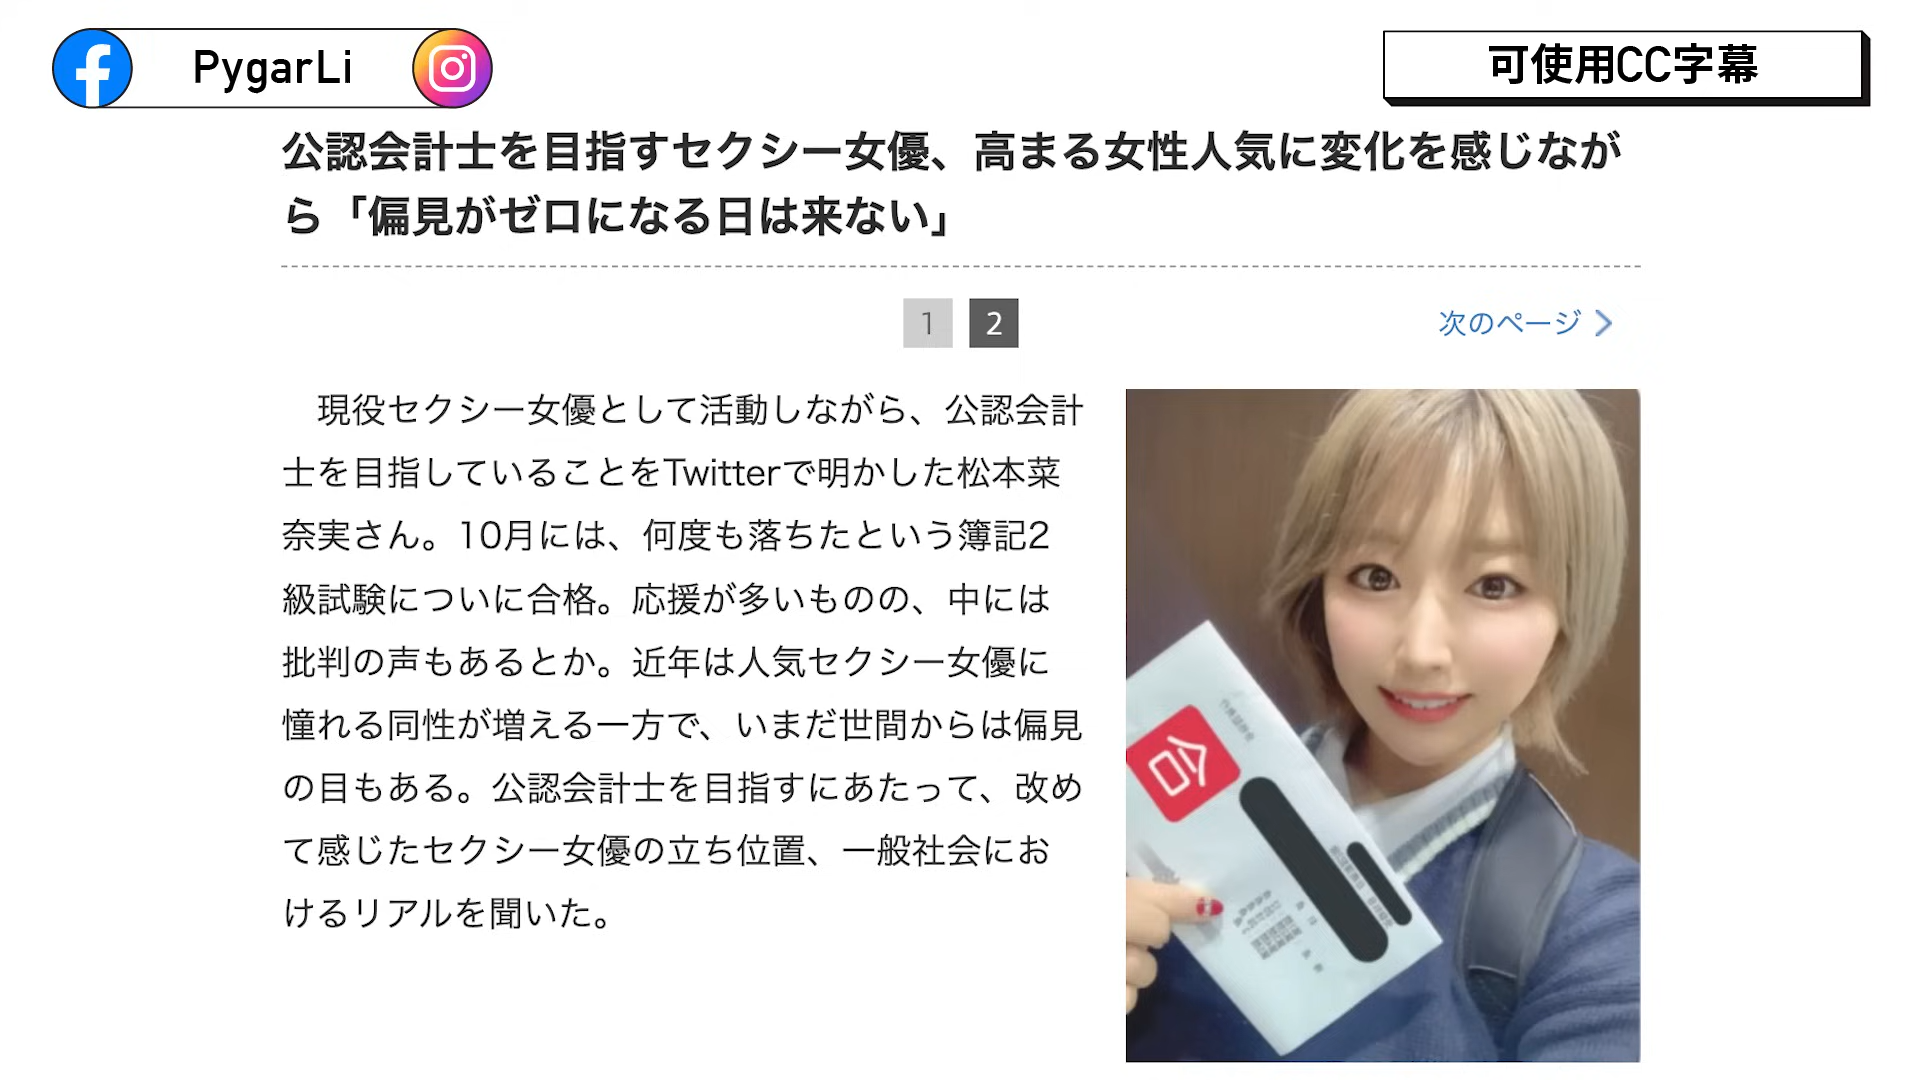 PygarLi
可使用CC字幕
公認会計士を目指すセクシー女優、高まる女性人気に変化を感じなが
ら「偏見がゼロになる日は来ない」
1 2
次のページ
現役セクシー女優として活動しながら、公認会計
士を目指していることをTwitterで明かした松本菜
奈実さん。10月には、何度も落ちたという簿記2
級試験についに合格。応援が多いものの、中には
批判の声もあるとか。近年は人気セクシー女優に
憧れる同性が増える一方で、いまだ世間からは偏見
の目もある。公認会計士を目指すにあたって、改め
て感じたセクシー女優の立ち位置、一般社会にお
けるリアルを聞いた。
合